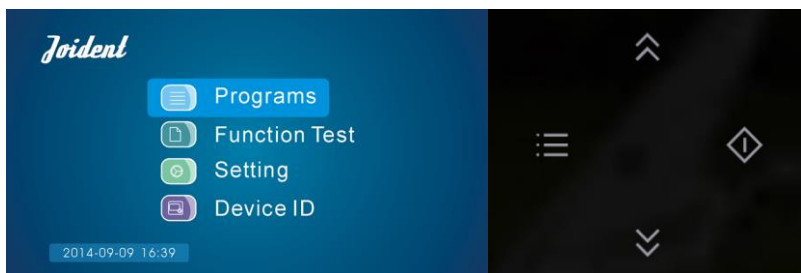 Joident
Programs
Function Test
Setting
Device ID
2014-09-09 16:39